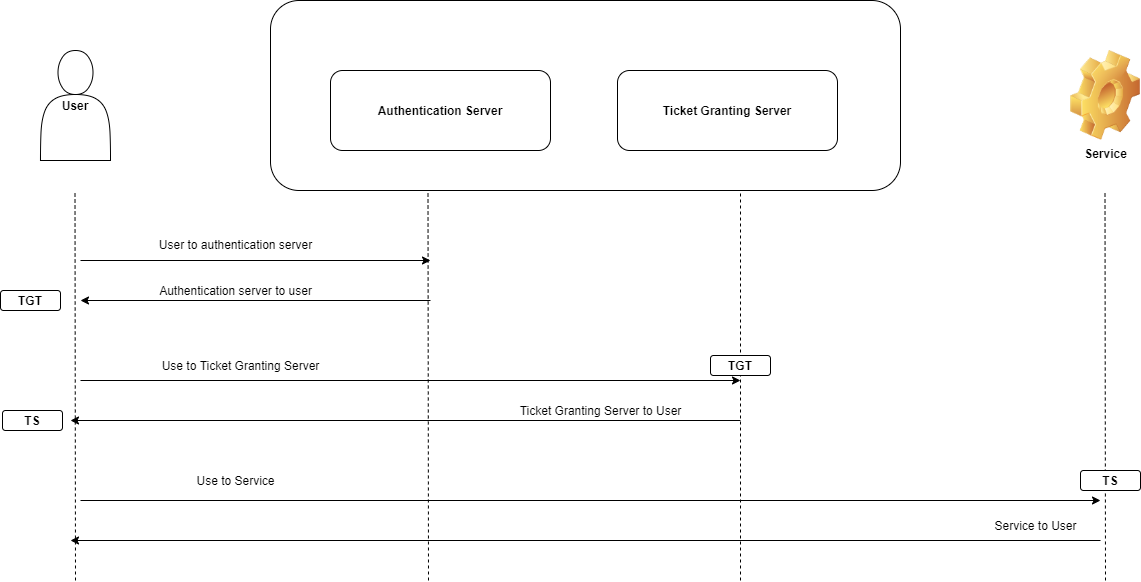 User
Authentication Server
Ticket Granting Server
Service
User to authentication server
Authentication server to user
TGT
Use to Ticket Granting Server
TGT
Ticket Granting Server to User
TS
Use to Service
TS
Service to User